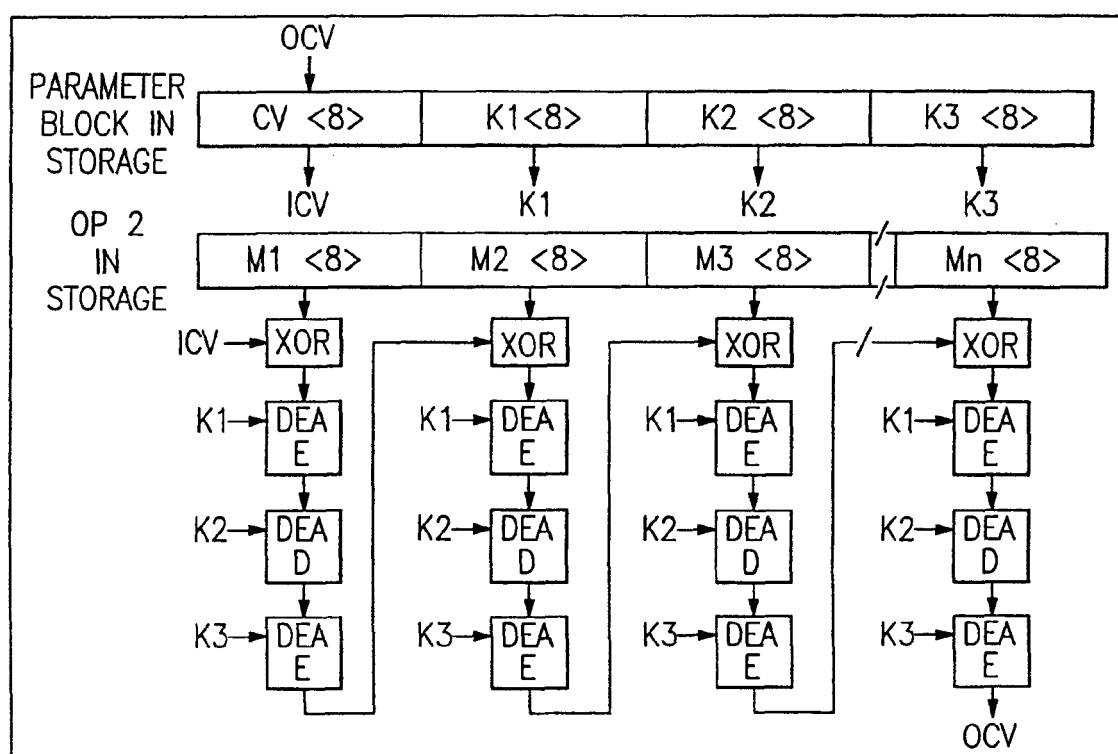 OCV
PARAMETER
BLOCK IN
STORAGE
CV <8> K1<8> K2 <8> K3 <8>
ICV K1 K2 K3
OP 2
IN
STORAGE
M1 <8> M2 <8> M3 <8> Mn <8>
ICV XOR XOR XOR XOR
K1 DEA K1 DEA K1 DEA K1 DEA
E E E E
K2 DEA K2 DEA K2 DEA K2 DEA
D D D D
K3 DEA K3 DEA K3 DEA K3 DEA
E E E E
OCV